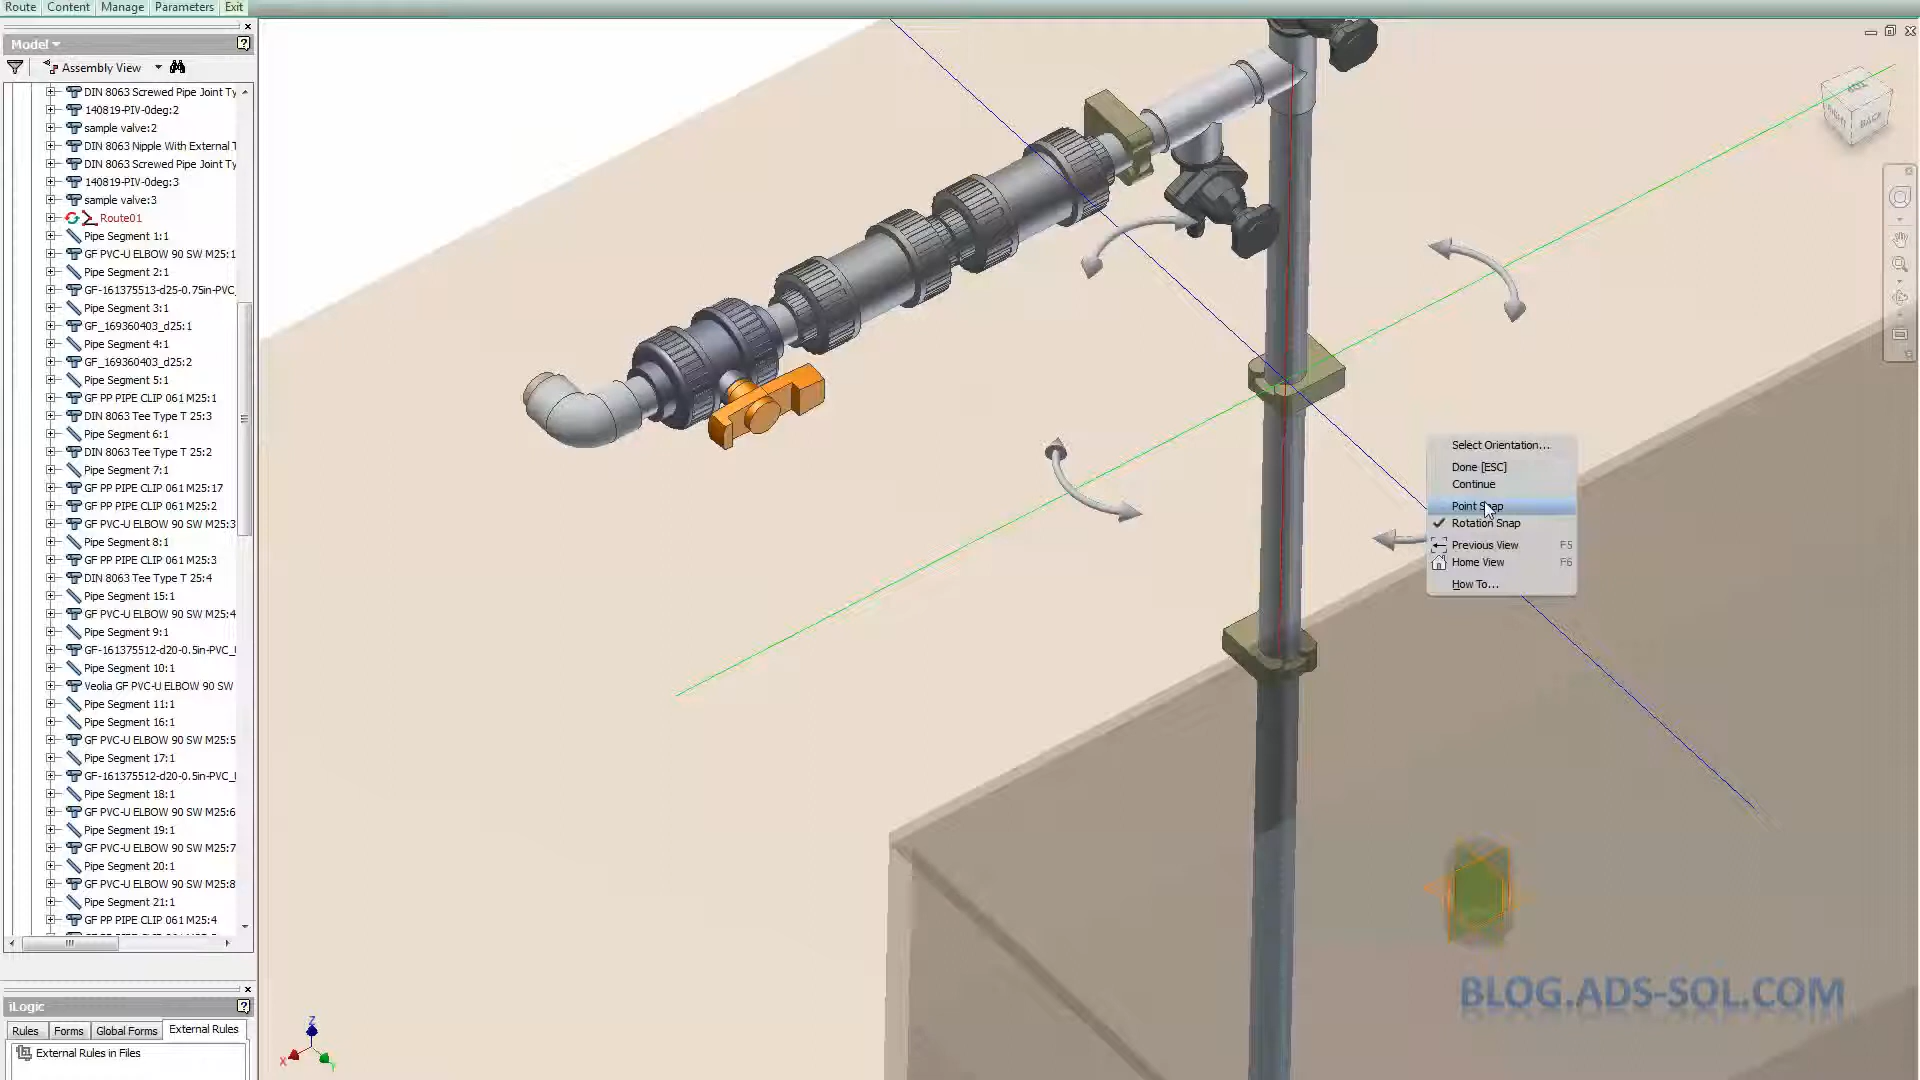 Route Content Manage Parameters Exit
Model
Assembly View
DIN 8063 Screwed Pipe Joint Ty
140819-PIV-0deg:2
sample valve:2
DIN 8063 Nipple With External T
DIN 8063 Screwed Pipe Joint Ty
140819-PIV-0deg:3
sample valve:3
Route01
Pipe Segment 1:1
GF PVC-U ELBOW 90 SW M25:1
Pipe Segment 2:1
GF-161375513-d25-0.75in-PVC_
Pipe Segment 3:1
GF_169360403_d25:1
Pipe Segment 4:1
GF_169360403_d25:2
Pipe Segment 5:1
GF PP PIPE CLIP 061 M25:1
DIN 8063 Tee Type T 25:3
Pipe Segment 6:1
DIN 8063 Tee Type T 25:2
Pipe Segment 7:1
GF PP PIPE CLIP 061 M25:17
GF PP PIPE CLIP 061 M25:2
GF PVC-U ELBOW 90 SW M25:3
Pipe Segment 8:1
GF PP PIPE CLIP 061 M25:3
DIN 8063 Tee Type T 25:4
Pipe Segment 15:1
GF PVC-U ELBOW 90 SW M25:4
Pipe Segment 9:1
GF-161375512-d20-0.5in-PVC_
Pipe Segment 10:1
Veolia GF PVC-U ELBOW 90 SW
Pipe Segment 11:1
Pipe Segment 16:1
GF PVC-U ELBOW 90 SW M25:5
Pipe Segment 17:1
GF-161375512-d20-0.5in-PVC_
Pipe Segment 18:1
GF PVC-U ELBOW 90 SW M25:6
Pipe Segment 19:1
GF PVC-U ELBOW 90 SW M25:7
Pipe Segment 20:1
GF PVC-U ELBOW 90 SW M25:8
Pipe Segment 21:1
GF PP PIPE CLIP 061 M25:4
iLogic
Rules Forms Global Forms External Rules
External Rules in Files
Select Orientation...
Done [ESC]
Continue
Point Snap
Rotation Snap
Previous View F5
Home View F6
How To...
BACK
Z
X
Y
BLOG.ADS-SOL.COM